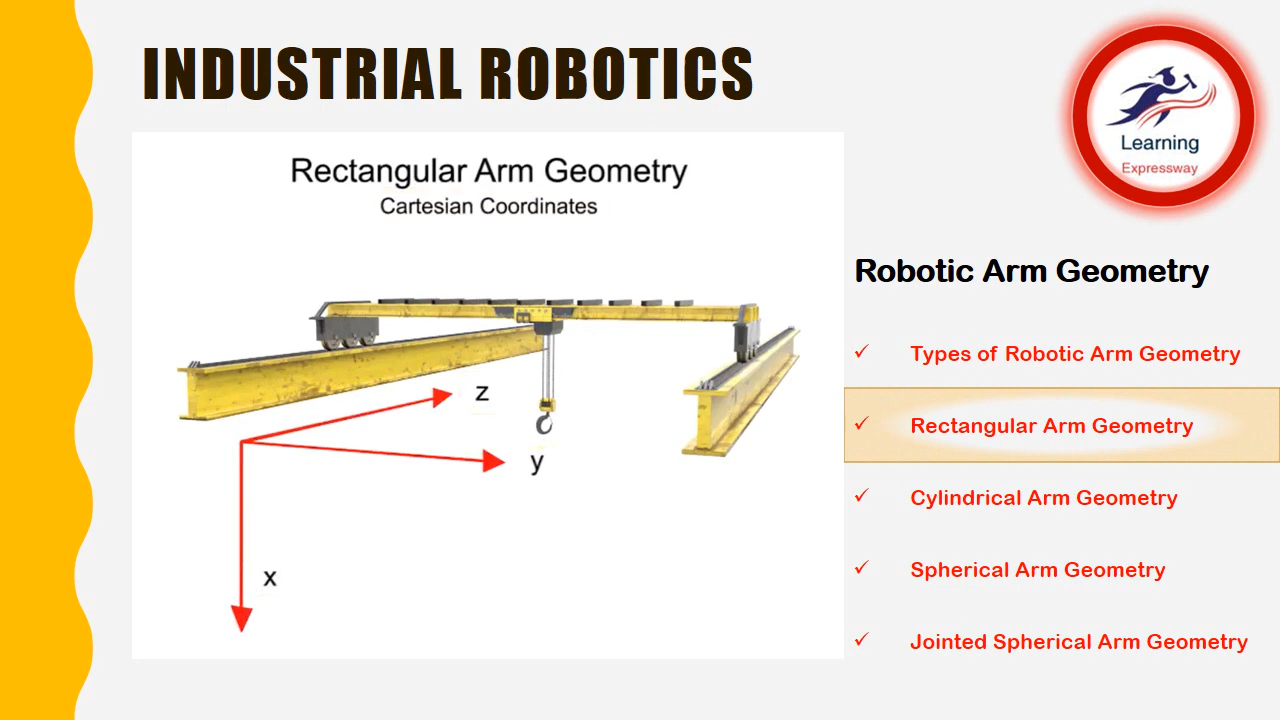 INDUSTRIAL ROBOTICS
Learning
Expressway
Rectangular Arm Geometry
Cartesian Coordinates
z
y
x
Robotic Arm Geometry
Types of Robotic Arm Geometry
Rectangular Arm Geometry
Cylindrical Arm Geometry
Spherical Arm Geometry
Jointed Spherical Arm Geometry